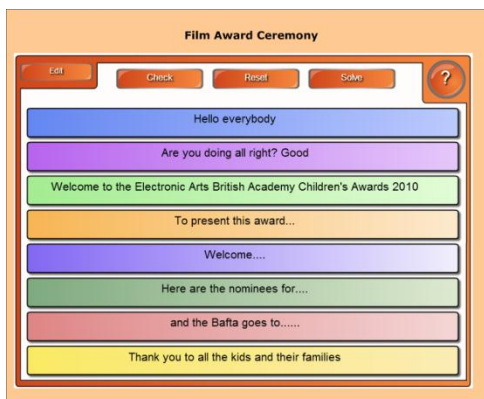 Film Award Ceremony
Edit
Check Reset Solve ?
Hello everybody
Are you doing all right? Good
Welcome to the Electronic Arts British Academy Children's Awards 2010
To present this award...
Welcome....
Here are the nominees for....
and the Bafta goes to......
Thank you to all the kids and their families